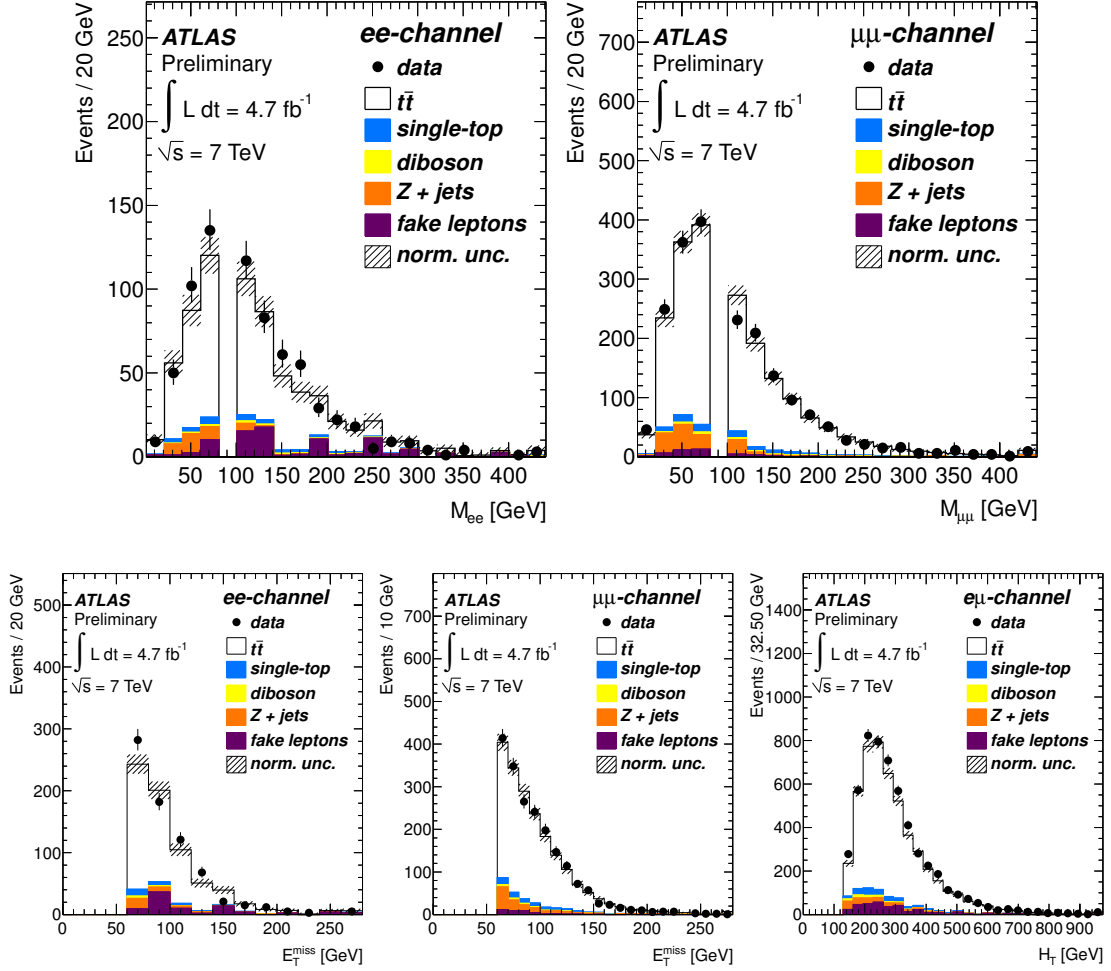 Events / 20 GeV
250
200
150
100
50
0
ATLAS
Preliminary
∫ L dt = 4.7 fb⁻¹
√s = 7 TeV
ee-channel
data
tt̄
single-top
diboson
Z + jets
fake leptons
norm. unc.
50 100 150 200 250 300 350 400
M_ee [GeV]
Events / 20 GeV
700
600
500
400
300
200
100
0
ATLAS
Preliminary
∫ L dt = 4.7 fb⁻¹
√s = 7 TeV
μμ-channel
data
tt̄
single-top
diboson
Z + jets
fake leptons
norm. unc.
50 100 150 200 250 300 350 400
M_μμ [GeV]
Events / 20 GeV
500
400
300
200
100
0
ATLAS
Preliminary
∫ L dt = 4.7 fb⁻¹
√s = 7 TeV
ee-channel
data
tt̄
single-top
diboson
Z + jets
fake leptons
norm. unc.
0 50 100 150 200 250
E_T^miss [GeV]
Events / 10 GeV
700
600
500
400
300
200
100
0
ATLAS
Preliminary
∫ L dt = 4.7 fb⁻¹
√s = 7 TeV
μμ-channel
data
tt̄
single-top
diboson
Z + jets
fake leptons
norm. unc.
0 50 100 150 200 250
E_T^miss [GeV]
Events / 32.50 GeV
1400
1200
1000
800
600
400
200
0
ATLAS
Preliminary
∫ L dt = 4.7 fb⁻¹
√s = 7 TeV
eμ-channel
data
tt̄
single-top
diboson
Z + jets
fake leptons
norm. unc.
100 200 300 400 500 600 700 800 900
H_T [GeV]